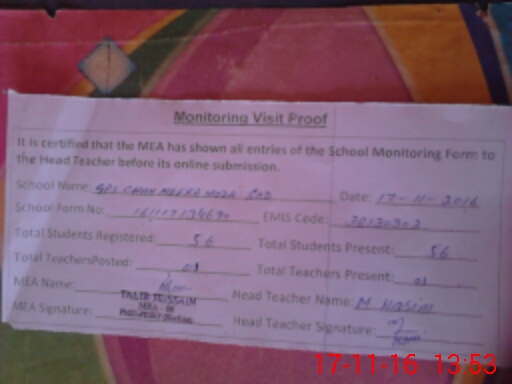 Monitoring Visit Proof
It is certified that the MEA has shown all entries of the School Monitoring Form to
the Head Teacher before its online submission.
School Name: GPS Date: 17-11-2016
School Form No: EMIS Code:
Total Students Registered: 56 Total Students Present: 56
Total TeachersPosted: 01 Total Teachers Present: 01
MEA Name: Head Teacher Name: M
TALIB HUSSAIN
MEA Signature: Head Teacher Signature:
17-11-16 13:53